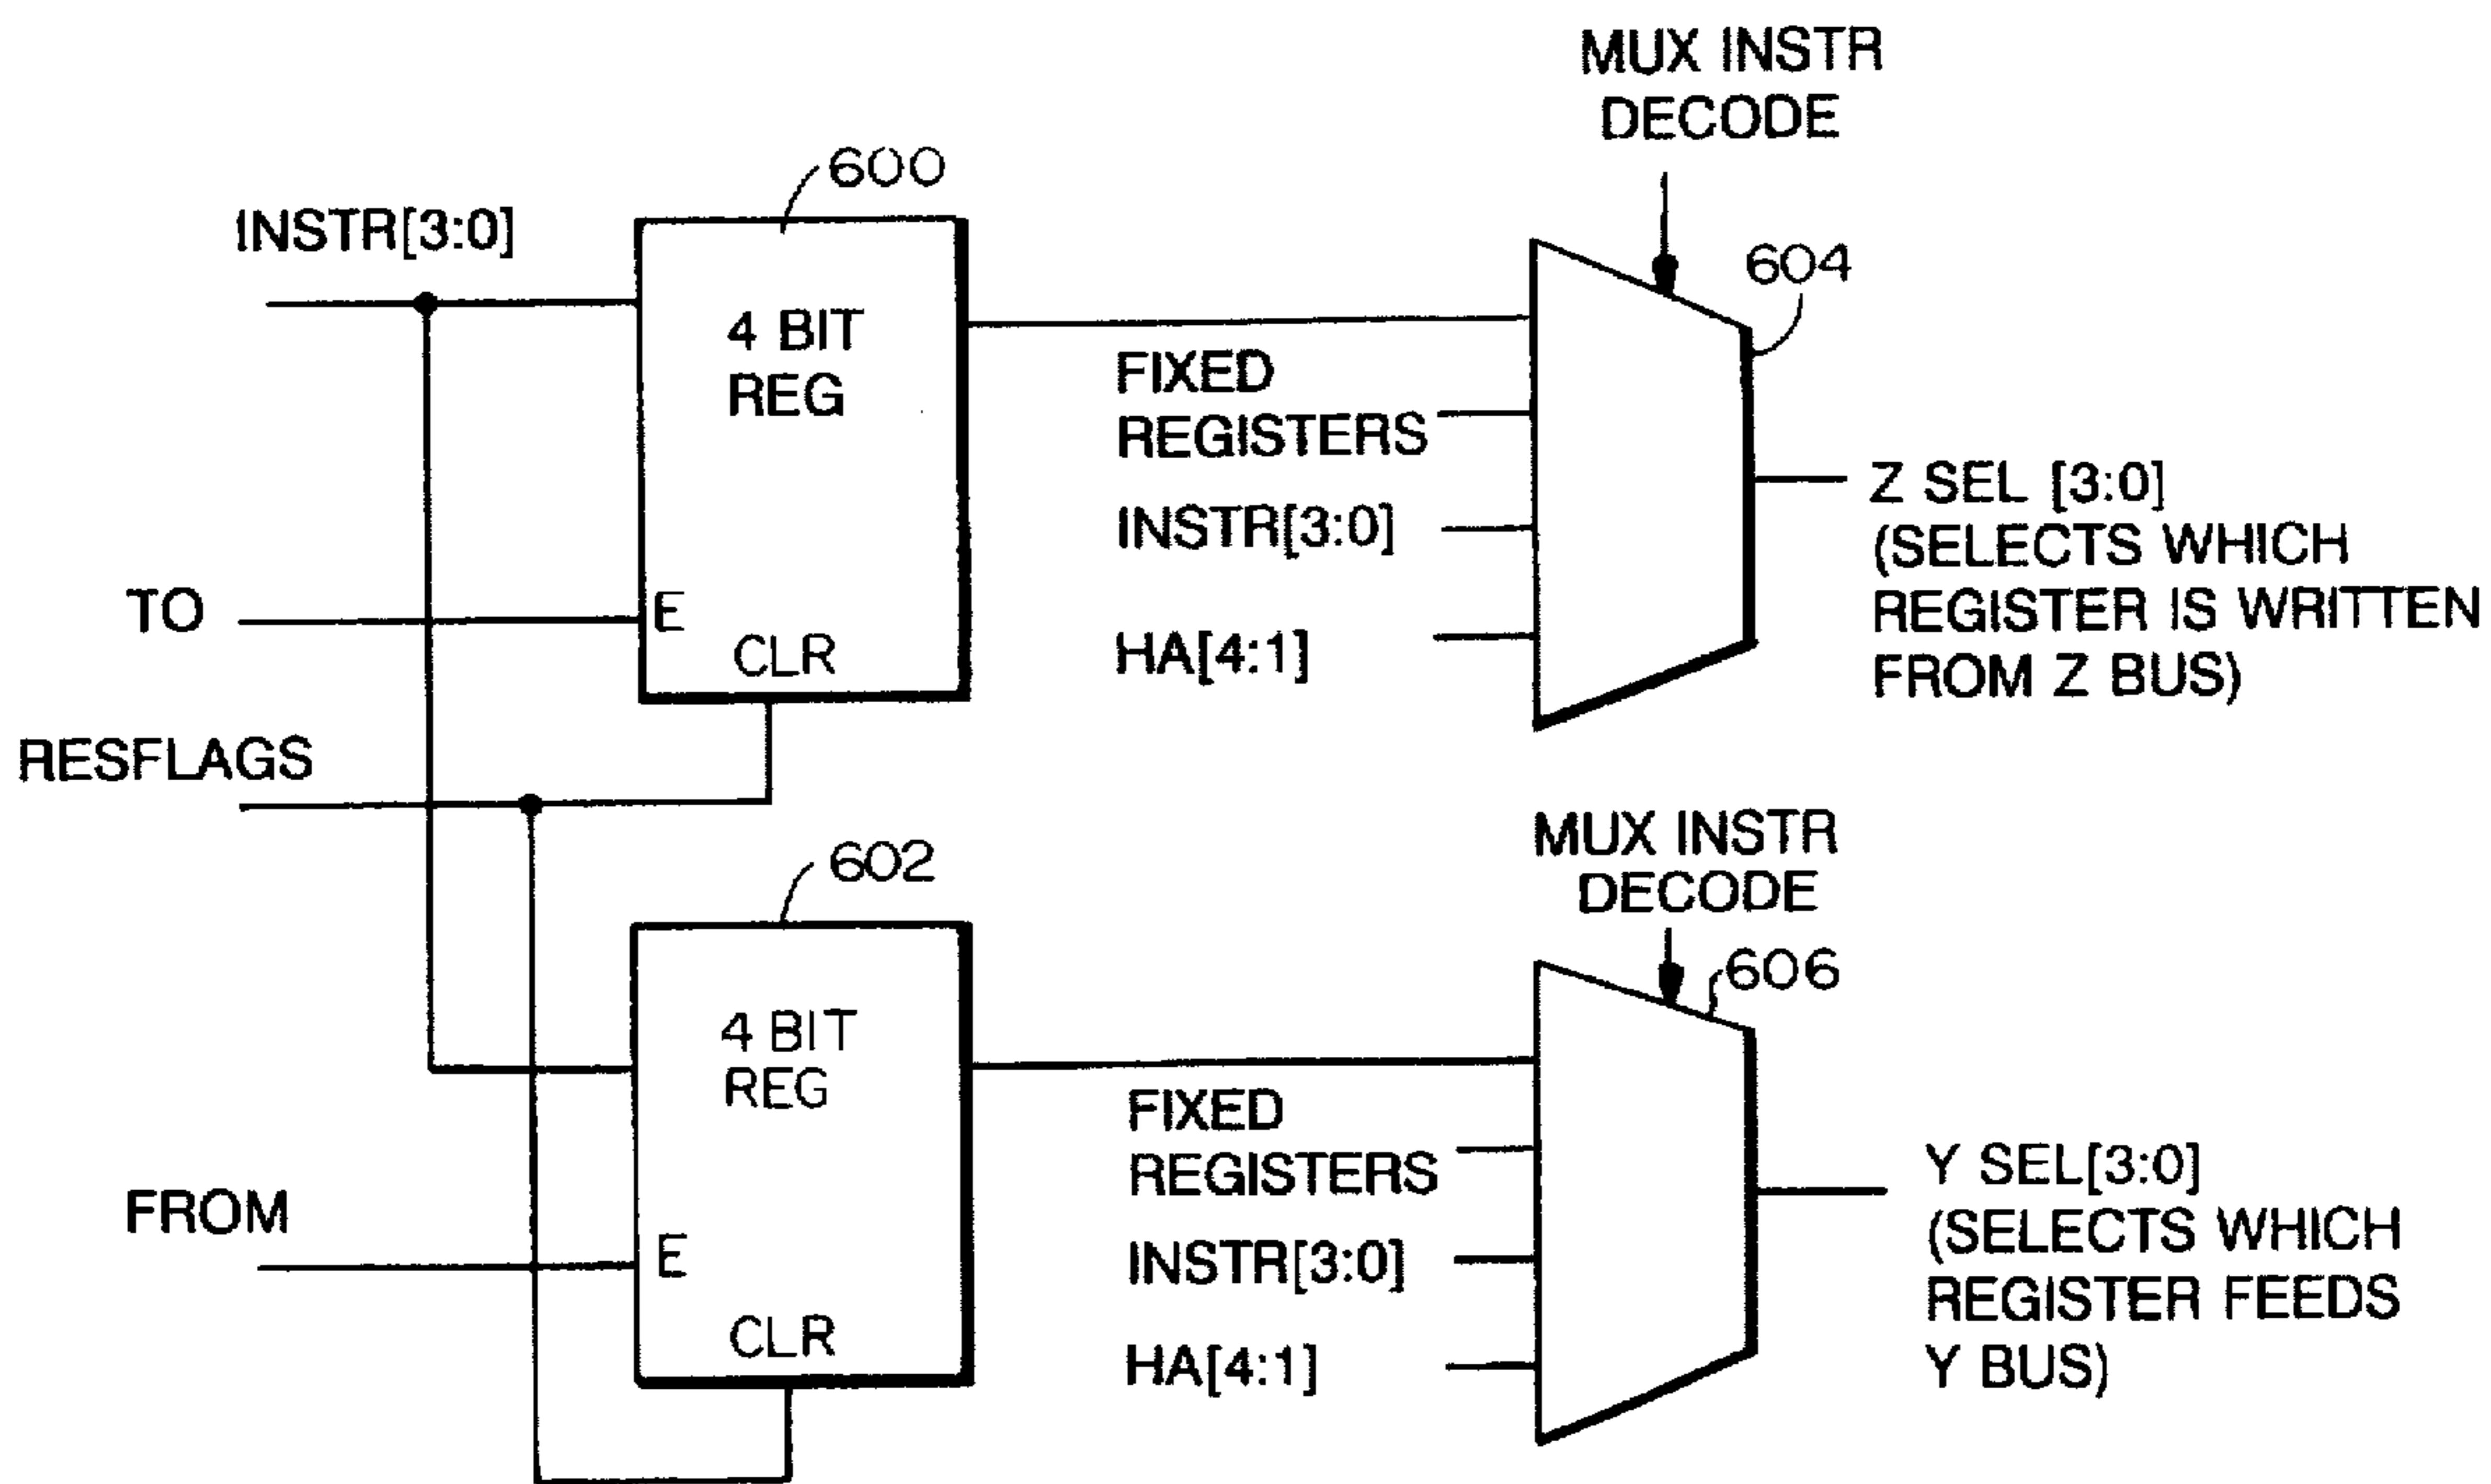 MUX INSTR
DECODE
600
INSTR[3:0]
604
4 BIT
REG
FIXED
REGISTERS
INSTR[3:0]
HA[4:1]
Z SEL [3:0]
(SELECTS WHICH
REGISTER IS WRITTEN
FROM Z BUS)
TO
E
CLR
RESFLAGS
602
MUX INSTR
DECODE
606
4 BIT
REG
FIXED
REGISTERS
INSTR[3:0]
HA[4:1]
Y SEL[3:0]
(SELECTS WHICH
REGISTER FEEDS
Y BUS)
FROM
E
CLR